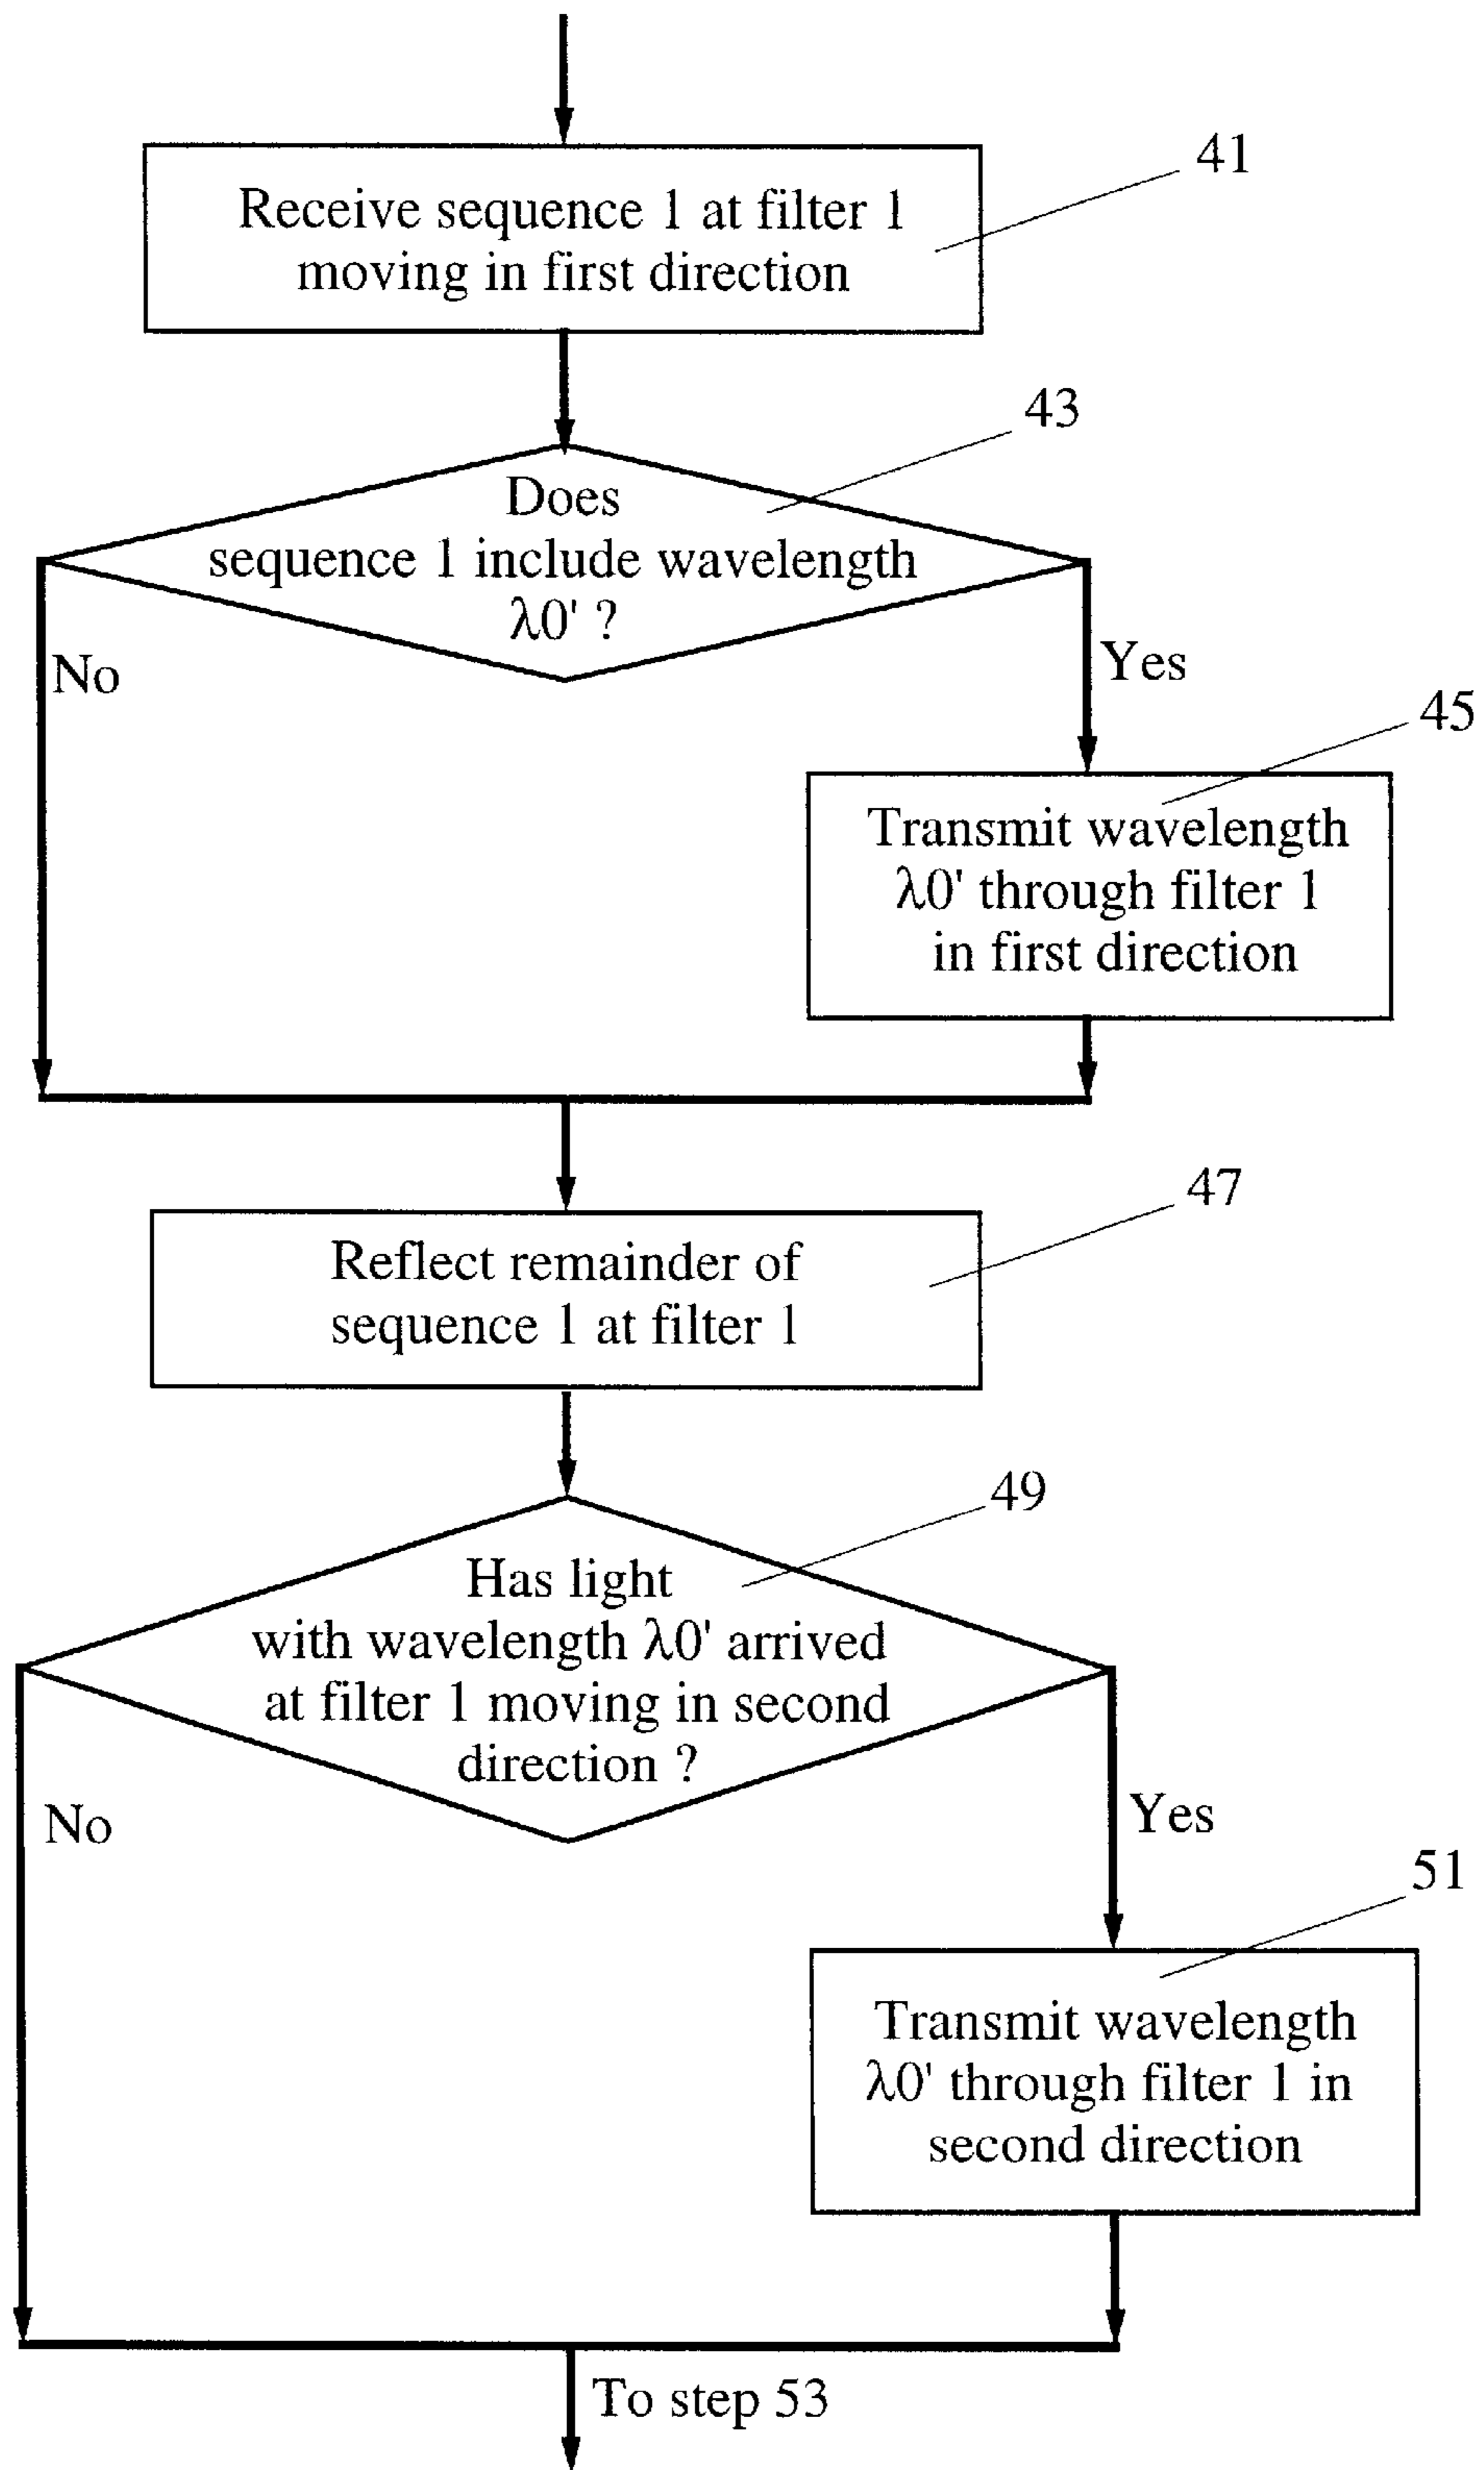 41
Receive sequence 1 at filter 1
moving in first direction
43
Does
sequence 1 include wavelength
λ0' ?
No
Yes
45
Transmit wavelength
λ0' through filter 1
in first direction
47
Reflect remainder of
sequence 1 at filter 1
49
Has light
with wavelength λ0' arrived
at filter 1 moving in second
direction ?
No
Yes
51
Transmit wavelength
λ0' through filter 1 in
second direction
To step 53